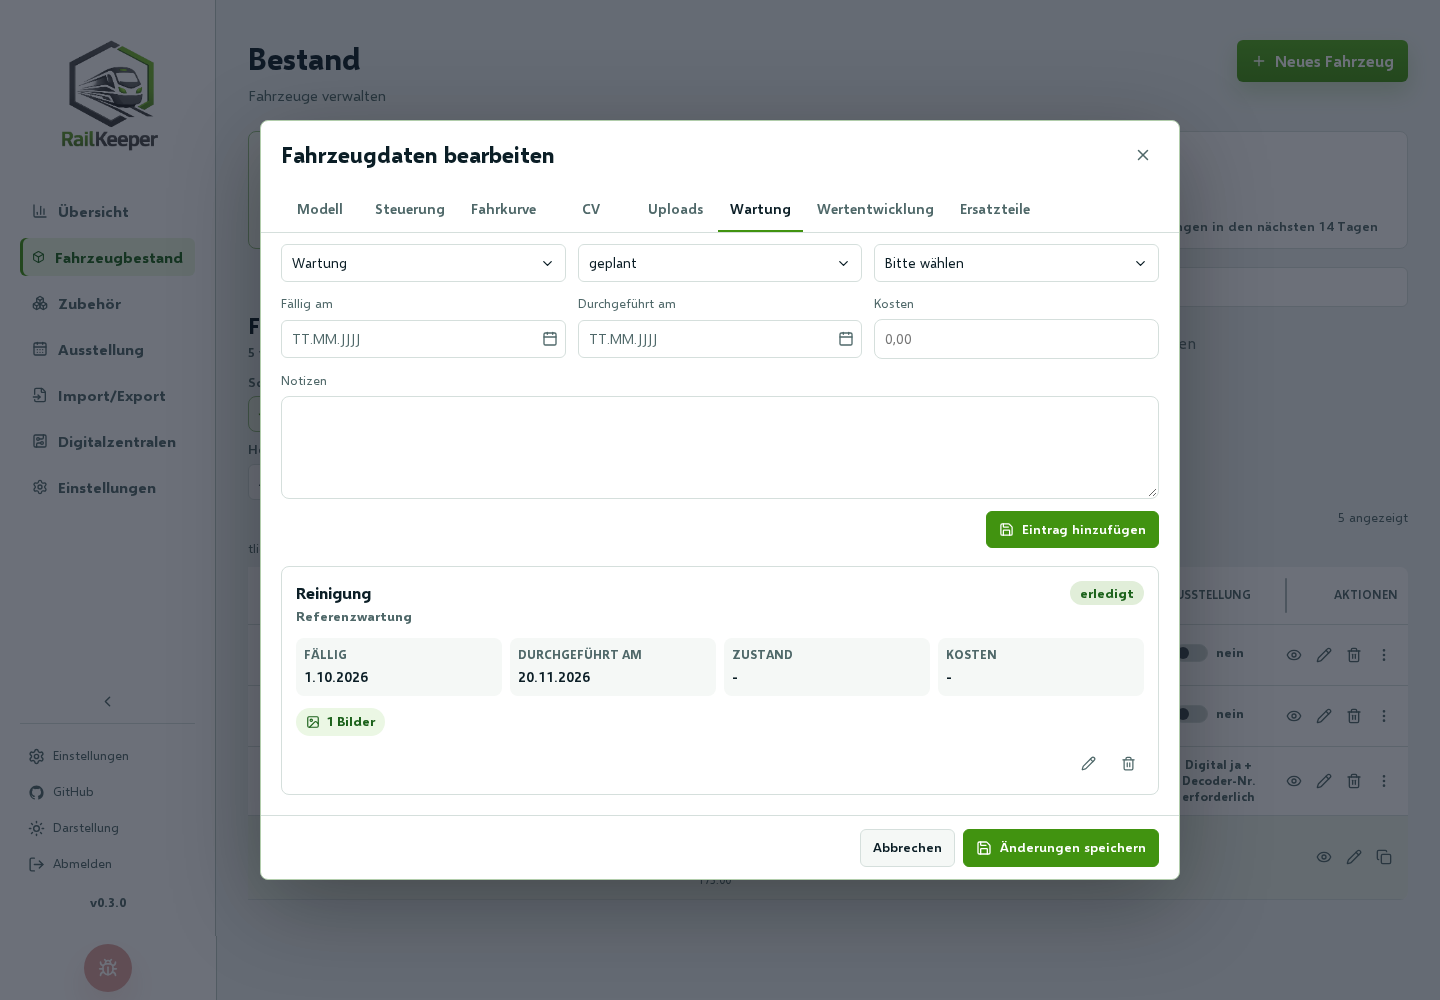 RailKeeper
Übersicht
Fahrzeugbestand
Zubehör
Ausstellung
Import/Export
Digitalzentralen
Einstellungen
Einstellungen
GitHub
Darstellung
Abmelden
v0.3.0
Bestand
Fahrzeuge verwalten
Neues Fahrzeug
gen in den nächsten 14 Tagen
5 angezeigt
AKTIONEN
nein
nein
Digital ja +
Decoder-Nr.
erforderlich
Fahrzeugdaten bearbeiten
Modell Steuerung Fahrkurve CV Uploads Wartung Wertentwicklung Ersatzteile
Wartung geplant Bitte wählen
Fällig am Durchgeführt am Kosten
TT.MM.JJJJ TT.MM.JJJJ 0,00
Notizen
Eintrag hinzufügen
Reinigung erledigt
Referenzwartung
FÄLLIG DURCHGEFÜHRT AM ZUSTAND KOSTEN
1.10.2026 20.11.2026 - -
1 Bilder
Abbrechen Änderungen speichern